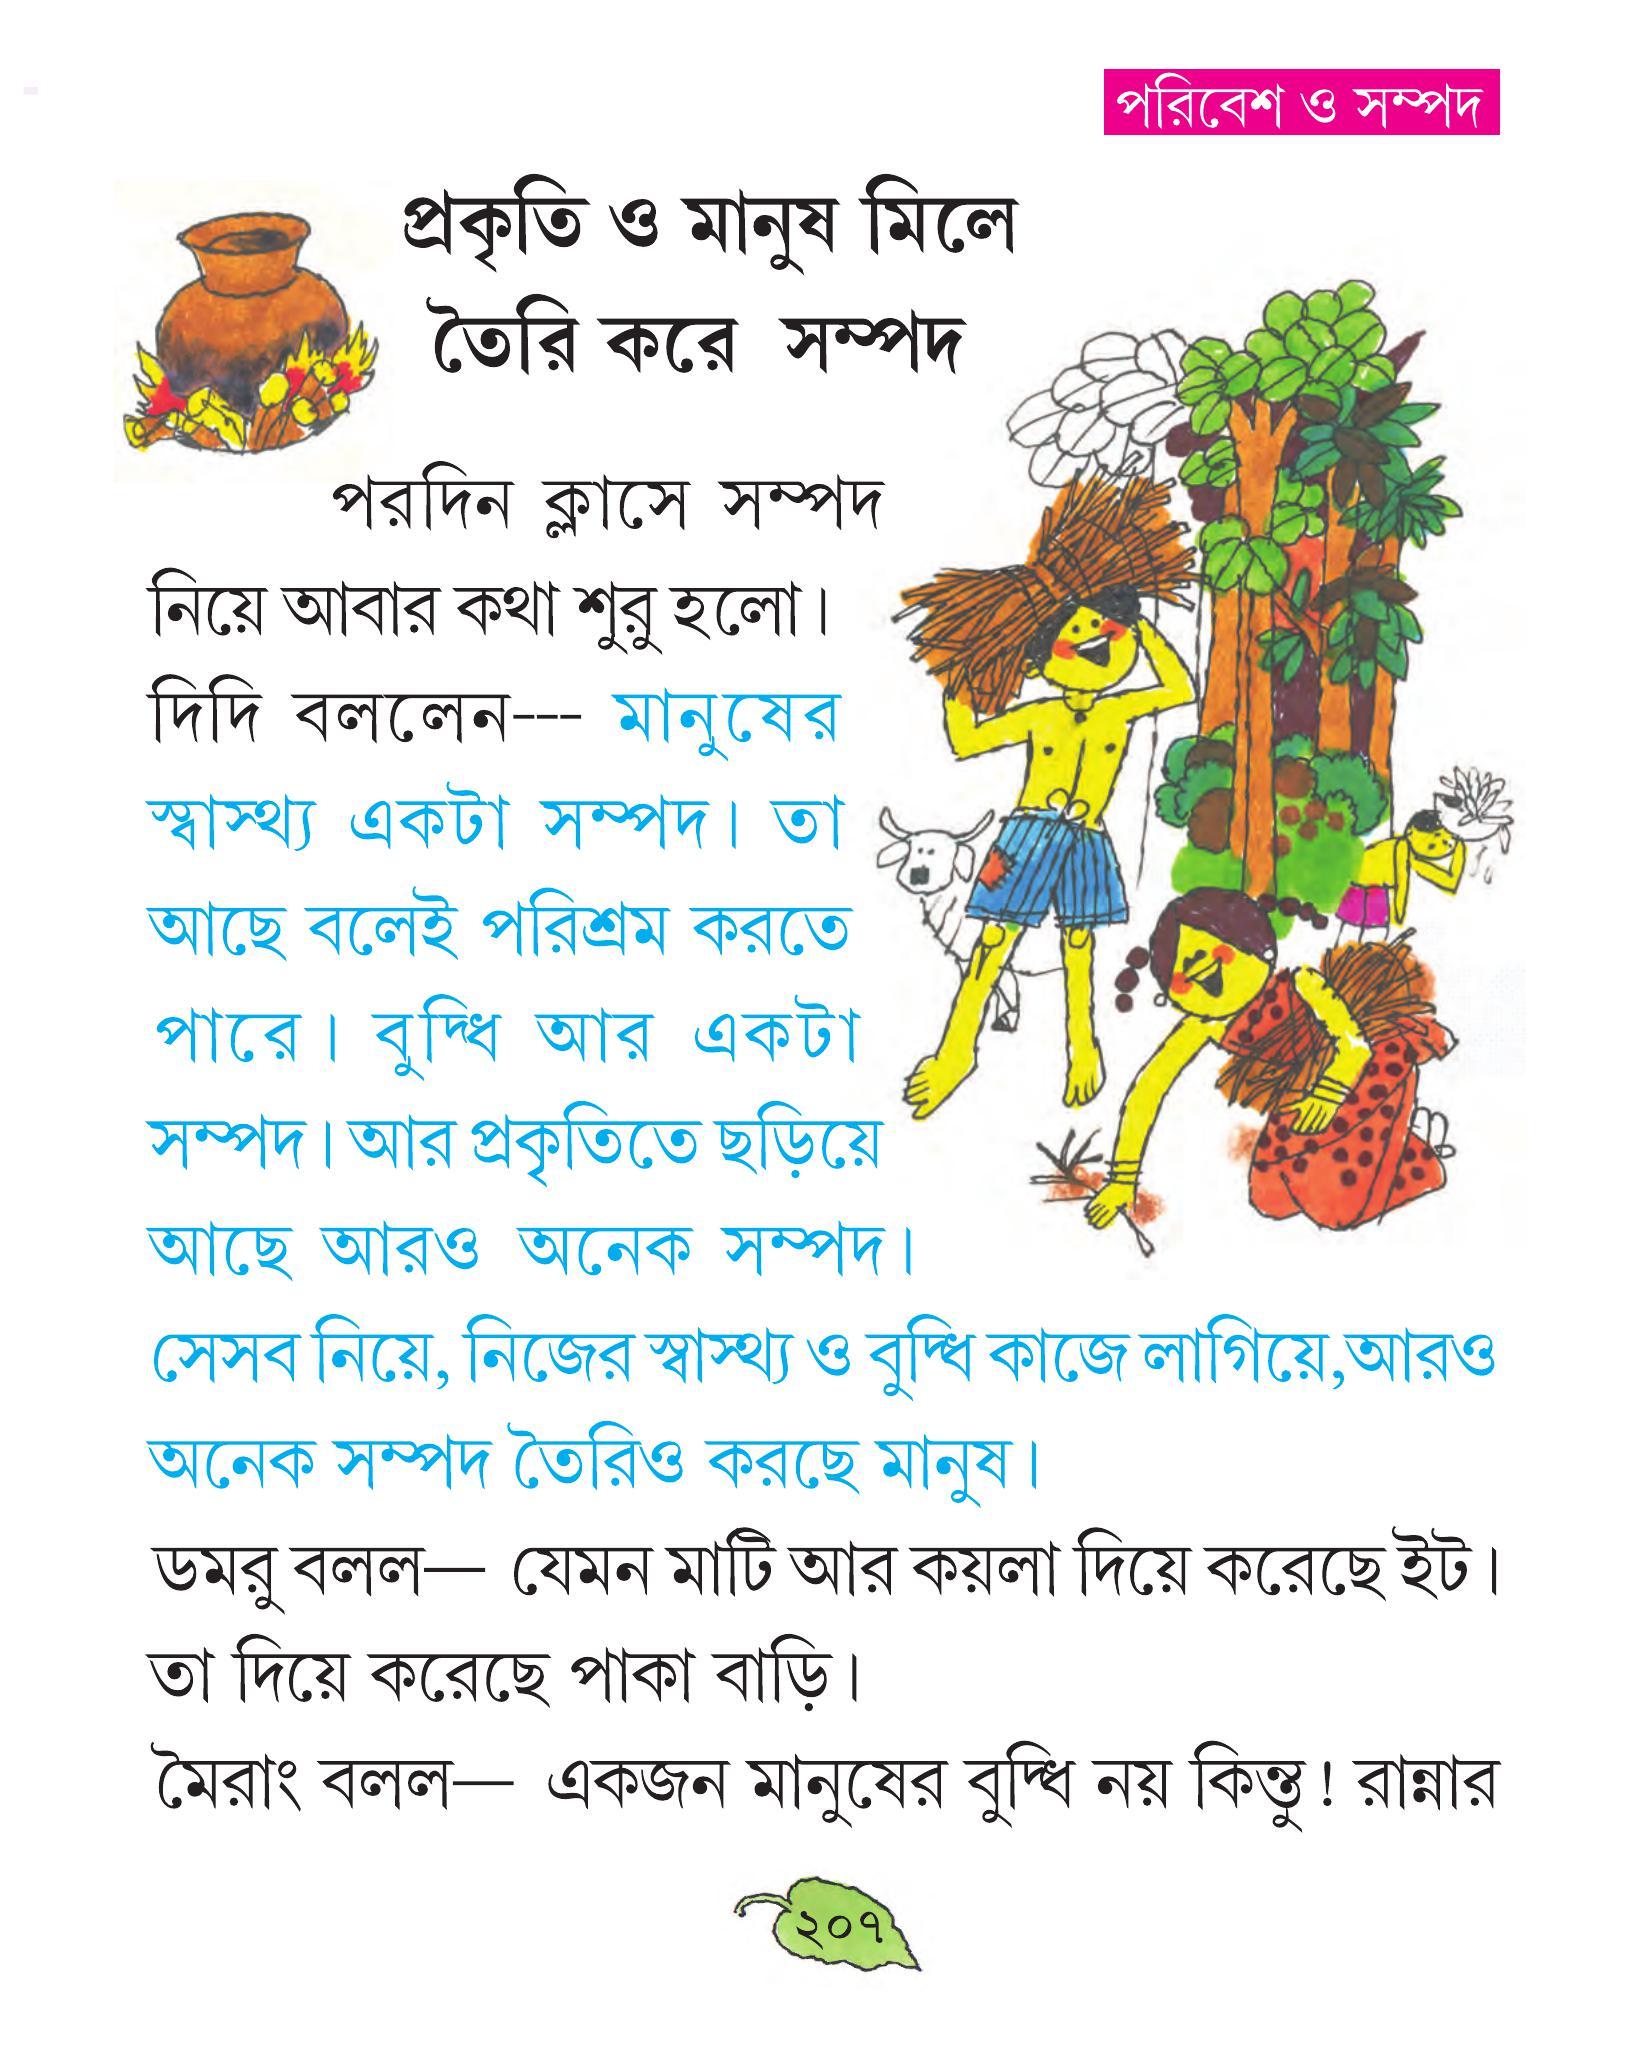 পরিবেশ ও সম্পদ
প্রকৃতি ও মানুষ মিলে
তৈরি করে সম্পদ
পরদিন ক্লাসে সম্পদ
নিয়ে আবার কথা শুরু হলো।
দিদি বললেন--- মানুষের
স্বাস্থ্য একটা সম্পদ। তা
আছে বলেই পরিশ্রম করতে
পারে। বুদ্ধি আর একটা
সম্পদ। আর প্রকৃতিতে ছড়িয়ে
আছে আরও অনেক সম্পদ।
সেসব নিয়ে, নিজের স্বাস্থ্য ও বুদ্ধি কাজে লাগিয়ে,আরও
অনেক সম্পদ তৈরিও করছে মানুষ।
ডমরু বলল— যেমন মাটি আর কয়লা দিয়ে করেছে ইট।
তা দিয়ে করেছে পাকা বাড়ি।
মৈরাং বলল— একজন মানুষের বুদ্ধি নয় কিন্তু! রান্নার
২০৭